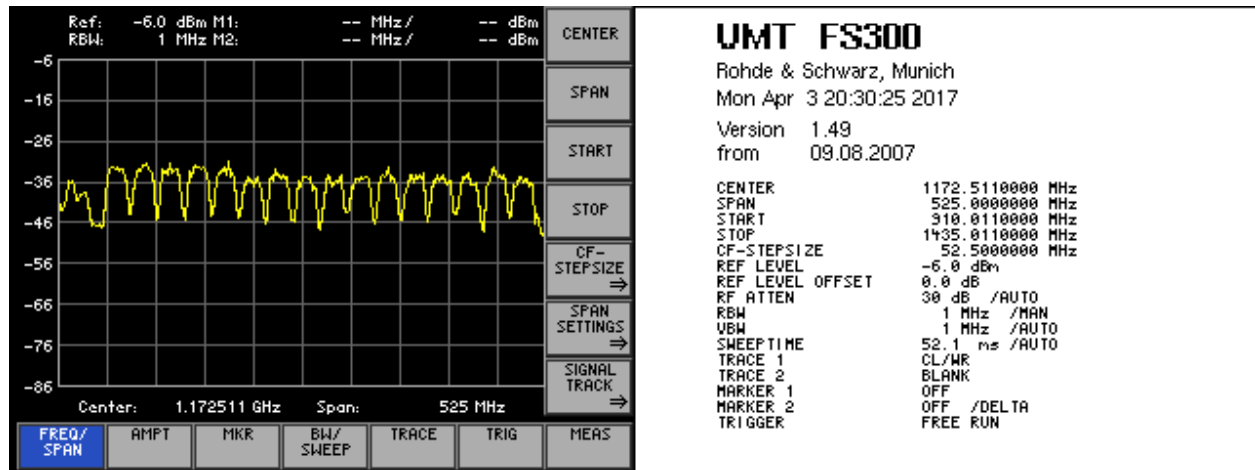 Ref: -6.0 dBm M1: -- MHz/ -- dBm
RBW: 1 MHz M2: -- MHz/ -- dBm
-6
-16
-26
-36
-46
-56
-66
-76
-86
Center: 1.172511 GHz Span: 525 MHz
CENTER
SPAN
START
STOP
CF-
STEPSIZE
⇒
SPAN
SETTINGS
⇒
SIGNAL
TRACK
⇒
FREQ/
SPAN
AMPT
MKR
BW/
SWEEP
TRACE
TRIG
MEAS
UMT FS300
Rohde & Schwarz, Munich
Mon Apr 3 20:30:25 2017
Version 1.49
from 09.08.2007
CENTER 1172.5110000 MHz
SPAN 525.0000000 MHz
START 910.0110000 MHz
STOP 1435.0110000 MHz
CF-STEPSIZE 52.5000000 MHz
REF LEVEL -6.0 dBm
REF LEVEL OFFSET 0.0 dB
RF ATTEN 30 dB /AUTO
RBW 1 MHz /MAN
VBW 1 MHz /AUTO
SWEEPTIME 52.1 ms /AUTO
TRACE 1 CL/WR
TRACE 2 BLANK
MARKER 1 OFF
MARKER 2 OFF /DELTA
TRIGGER FREE RUN